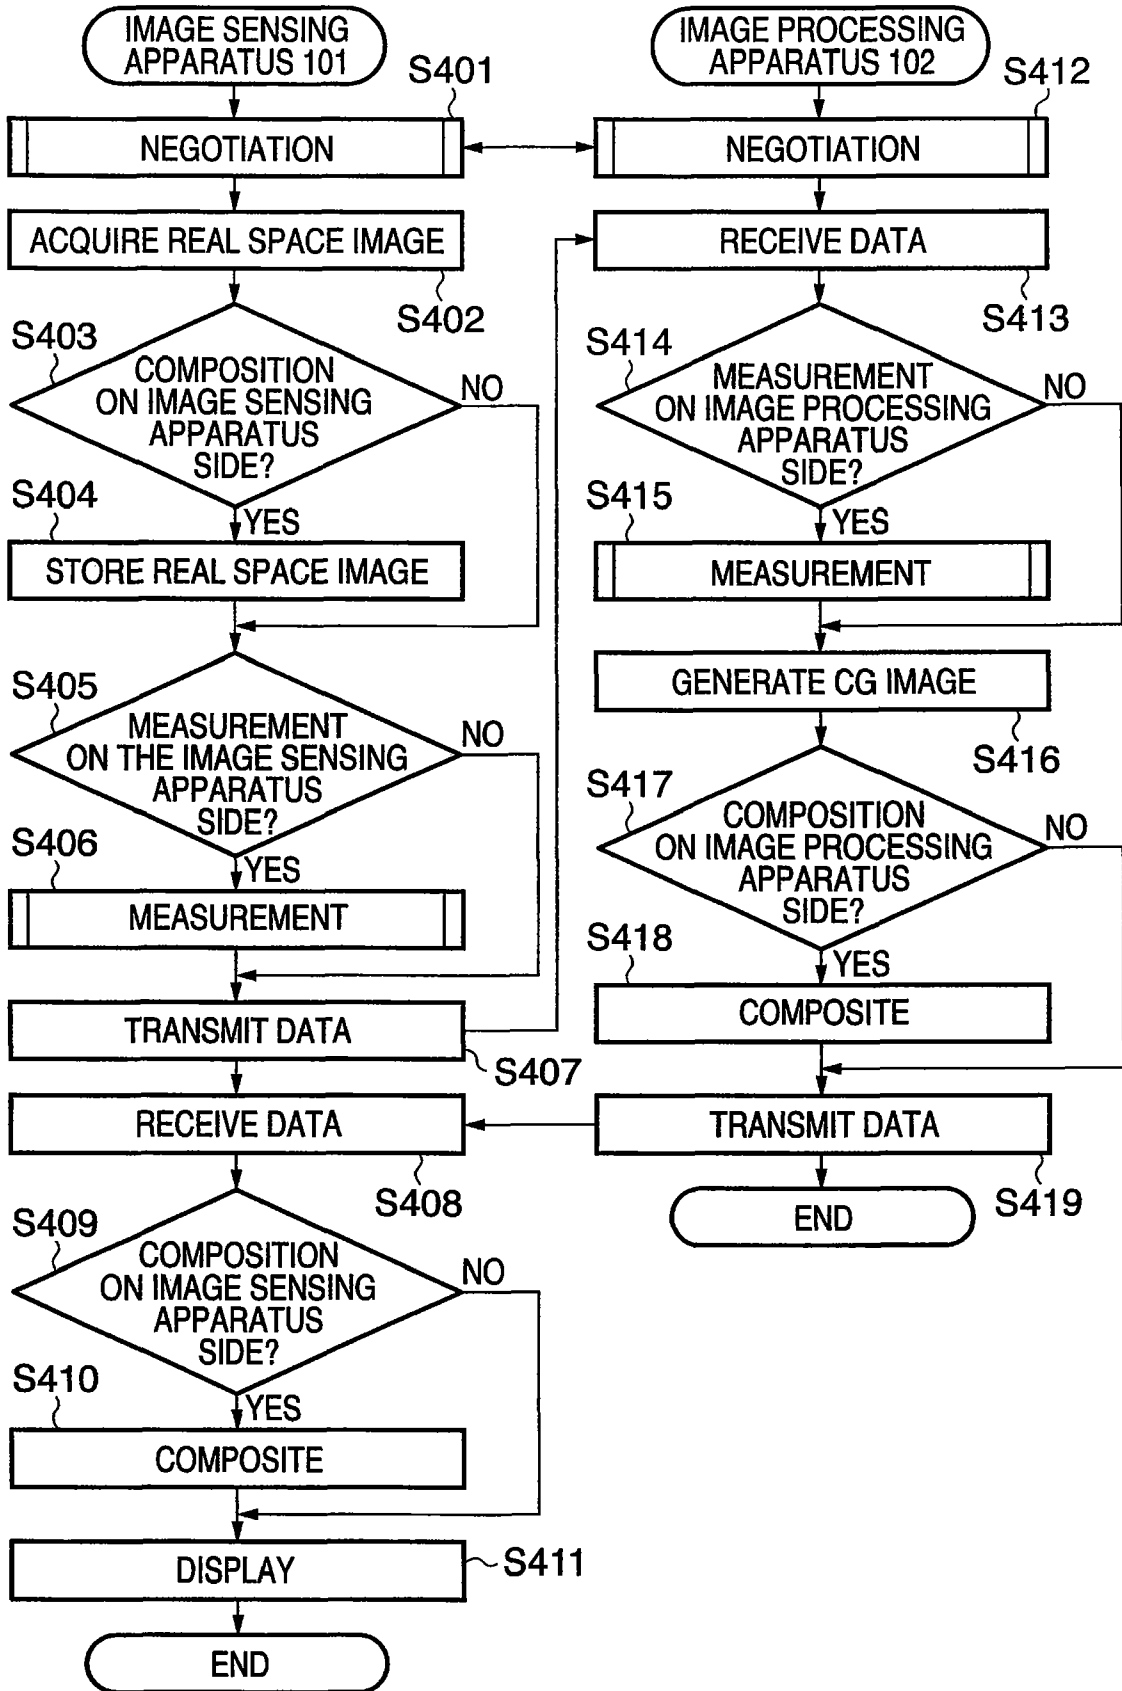 IMAGE SENSING
APPARATUS 101
S401
NEGOTIATION
ACQUIRE REAL SPACE IMAGE
S402
S403
COMPOSITION
ON IMAGE SENSING
APPARATUS
SIDE?
NO
S404
YES
STORE REAL SPACE IMAGE
S405
MEASUREMENT
ON THE IMAGE SENSING
APPARATUS
SIDE?
NO
S406
YES
MEASUREMENT
TRANSMIT DATA
S407
RECEIVE DATA
S408
S409
COMPOSITION
ON IMAGE SENSING
APPARATUS
SIDE?
NO
S410
YES
COMPOSITE
DISPLAY
S411
END
IMAGE PROCESSING
APPARATUS 102
S412
NEGOTIATION
RECEIVE DATA
S413
S414
MEASUREMENT
ON IMAGE PROCESSING
APPARATUS
SIDE?
NO
S415
YES
MEASUREMENT
GENERATE CG IMAGE
S416
S417
COMPOSITION
ON IMAGE PROCESSING
APPARATUS
SIDE?
NO
S418
YES
COMPOSITE
TRANSMIT DATA
S419
END